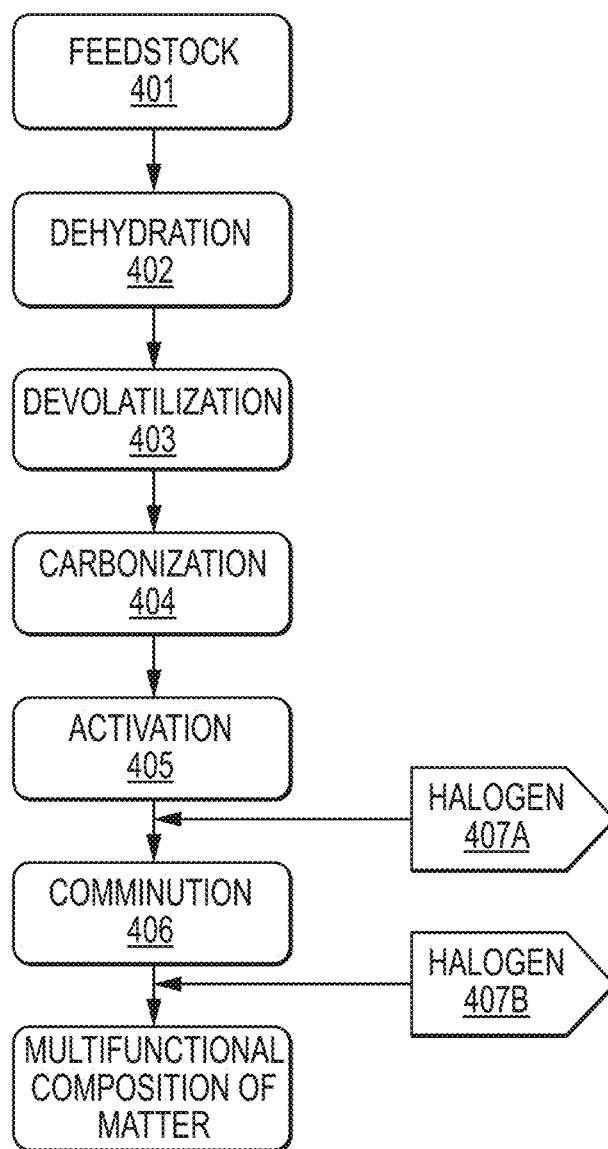 FEEDSTOCK
401
DEHYDRATION
402
DEVOLATILIZATION
403
CARBONIZATION
404
ACTIVATION
405
HALOGEN
407A
COMMINUTION
406
HALOGEN
407B
MULTIFUNCTIONAL
COMPOSITION OF
MATTER